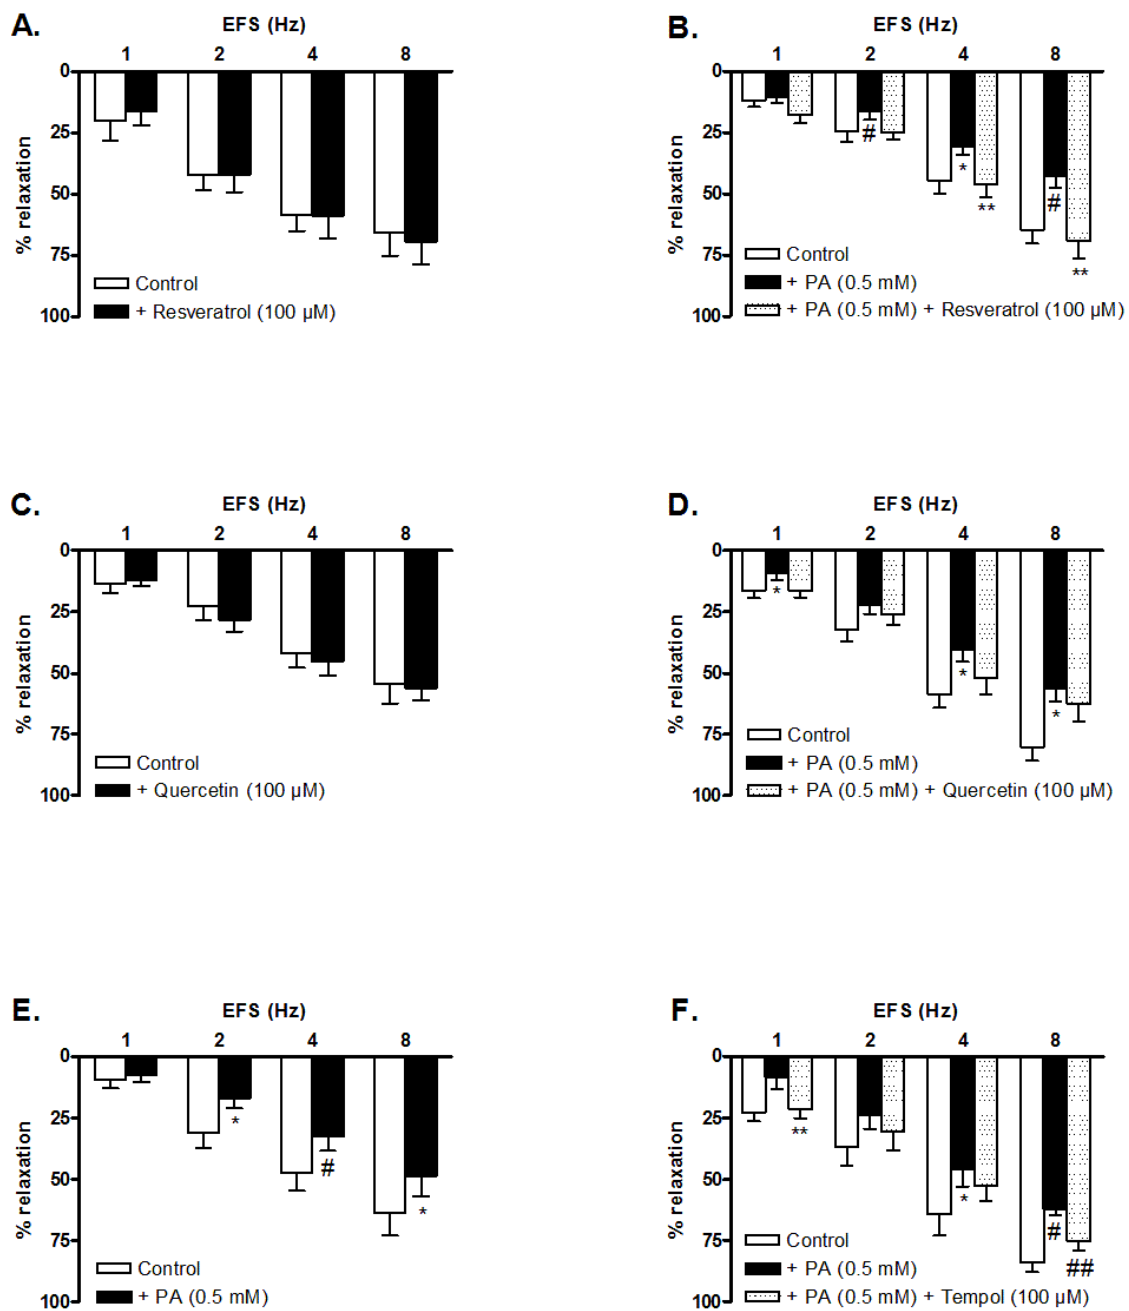 A.
EFS (Hz)
1 2 4 8
0
25
50
75
100
% relaxation
Control
+ Resveratrol (100 µM)
B.
EFS (Hz)
1 2 4 8
0
25
50
75
100
% relaxation
#
*
**
#
**
Control
+ PA (0.5 mM)
+ PA (0.5 mM) + Resveratrol (100 µM)
C.
EFS (Hz)
1 2 4 8
0
25
50
75
100
% relaxation
Control
+ Quercetin (100 µM)
D.
EFS (Hz)
1 2 4 8
0
25
50
75
100
% relaxation
*
*
*
Control
+ PA (0.5 mM)
+ PA (0.5 mM) + Quercetin (100 µM)
E.
EFS (Hz)
1 2 4 8
0
25
50
75
100
% relaxation
*
#
*
Control
+ PA (0.5 mM)
F.
EFS (Hz)
1 2 4 8
0
25
50
75
100
% relaxation
**
*
#
##
Control
+ PA (0.5 mM)
+ PA (0.5 mM) + Tempol (100 µM)